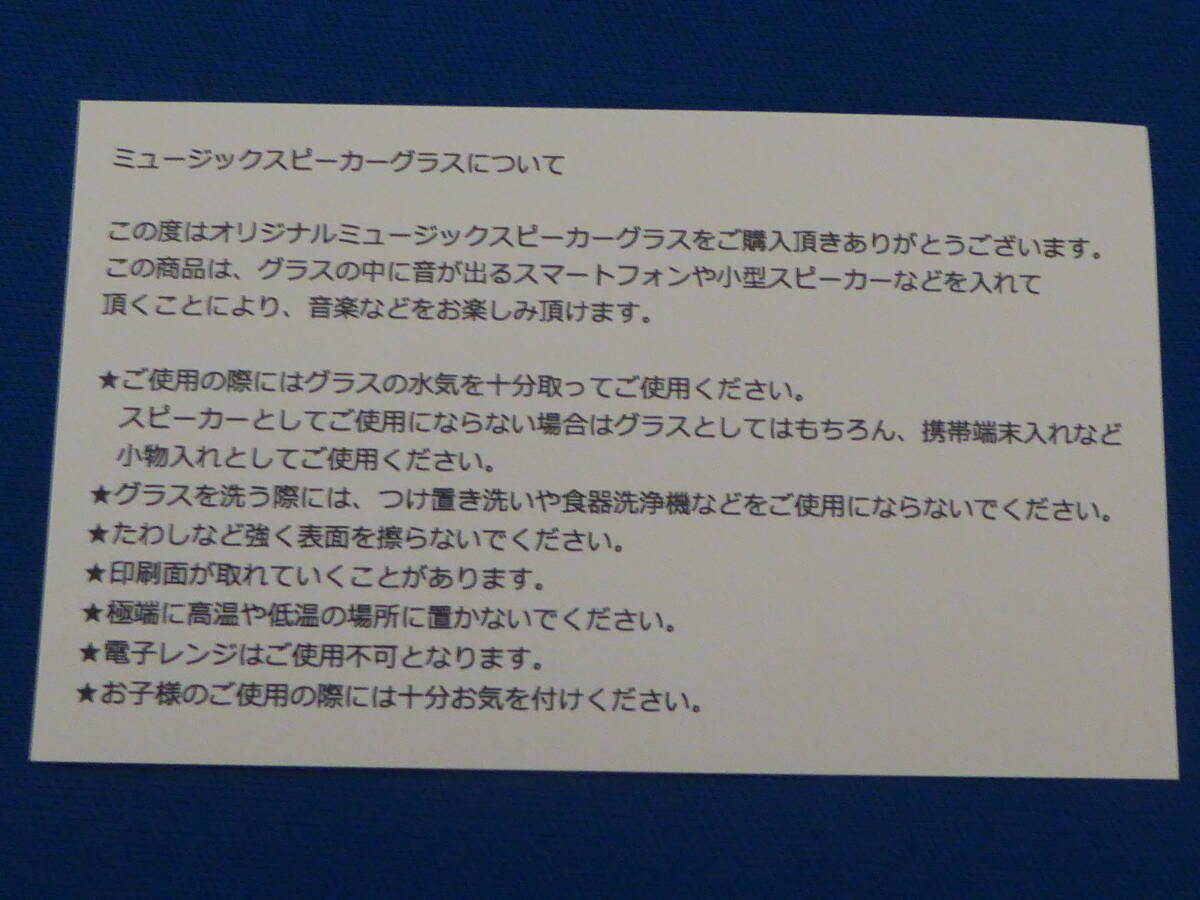 ミュージックスピーカーグラスについて
この度はオリジナルミュージックスピーカーグラスをご購入頂きありがとうございます。
この商品は、グラスの中に音が出るスマートフォンや小型スピーカーなどを入れて
頂くことにより、音楽などをお楽しみ頂けます。
★ご使用の際にはグラスの水気を十分取ってご使用ください。
スピーカーとしてご使用にならない場合はグラスとしてはもちろん、携帯端末入れなど
小物入れとしてご使用ください。
★グラスを洗う際には、つけ置き洗いや食器洗浄機などをご使用にならないでください。
★たわしなど強く表面を擦らないでください。
★印刷面が取れていくことがあります。
★極端に高温や低温の場所に置かないでください。
★電子レンジはご使用不可となります。
★お子様のご使用の際には十分お気を付けください。